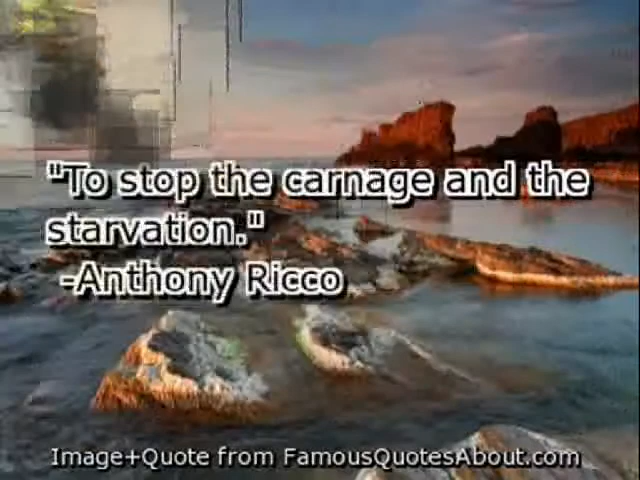 "To stop the carnage and the
starvation."
-Anthony Ricco
Image+Quote from FamousQuotesAbout.com